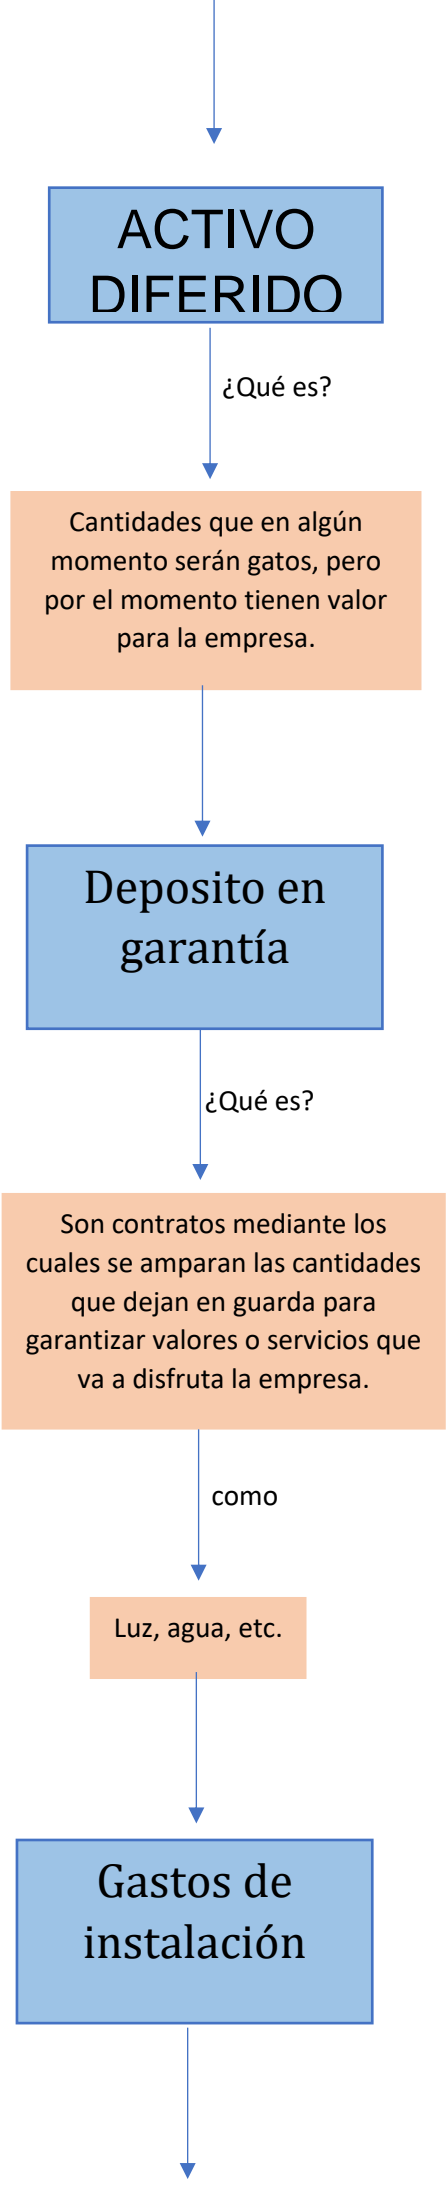 ACTIVO
DIFERIDO
¿Qué es?
Cantidades que en algún
momento serán gatos, pero
por el momento tienen valor
para la empresa.
Deposito en
garantía
¿Qué es?
Son contratos mediante los
cuales se amparan las cantidades
que dejan en guarda para
garantizar valores o servicios que
va a disfruta la empresa.
como
Luz, agua, etc.
Gastos de
instalación